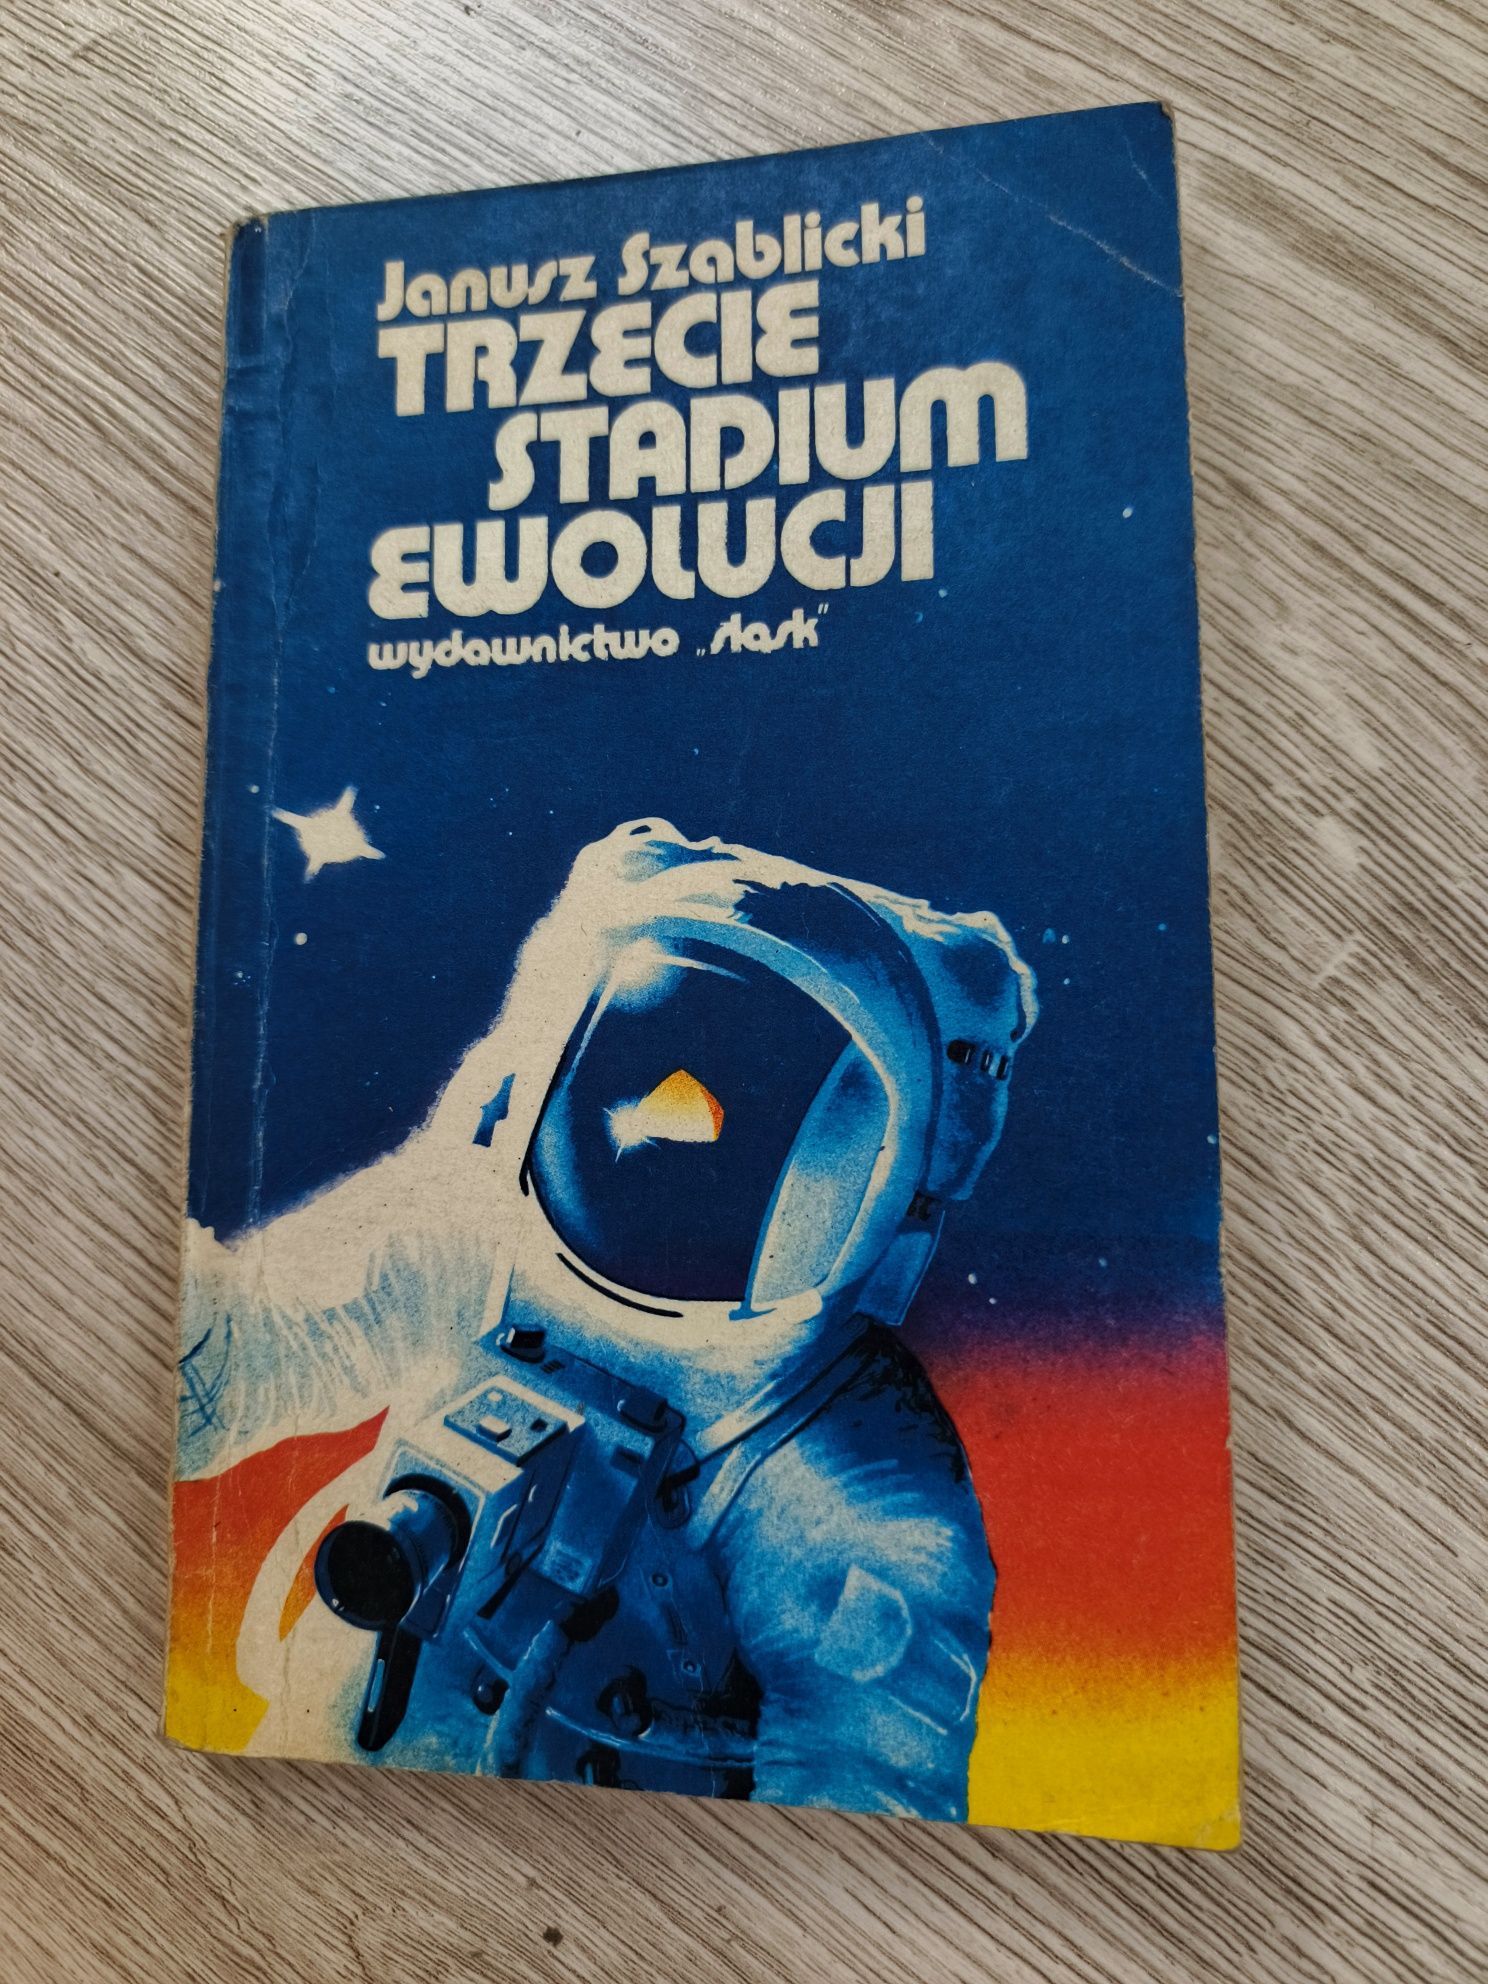 Janusz Szablicki
TRZECIE
STADIUM
EWOLUCJI
wydawnictwo „śląsk”